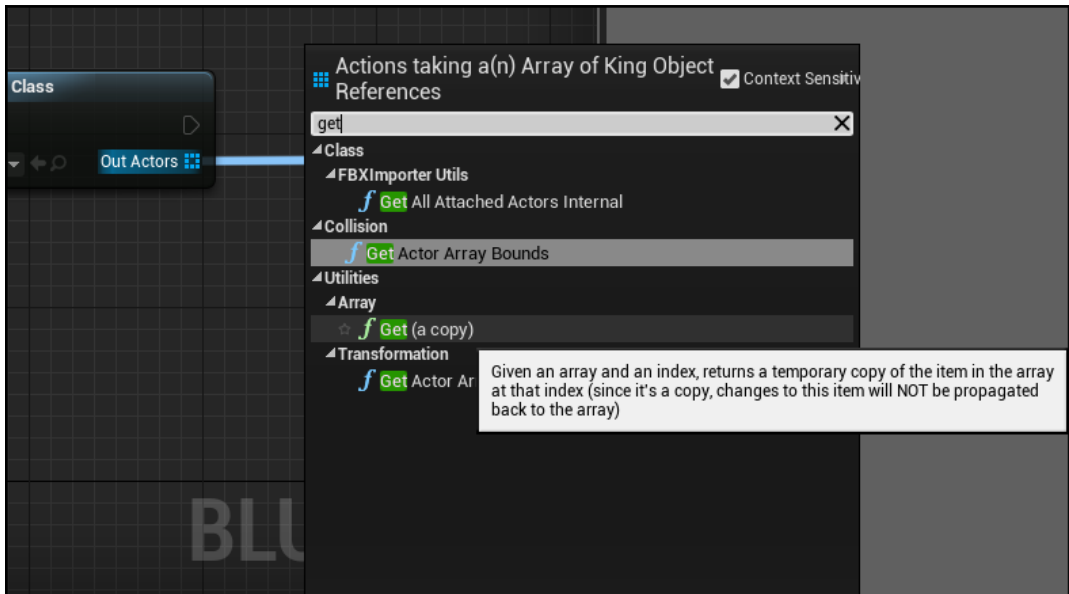 Class
Out Actors
Actions taking a(n) Array of King Object
References
Context Sensitiv
get
Class
FBXImporter Utils
Get All Attached Actors Internal
Collision
Get Actor Array Bounds
Utilities
Array
Get (a copy)
Transformation
Get Actor Ar
Given an array and an index, returns a temporary copy of the item in the array
at that index (since it's a copy, changes to this item will NOT be propagated
back to the array)
BLU